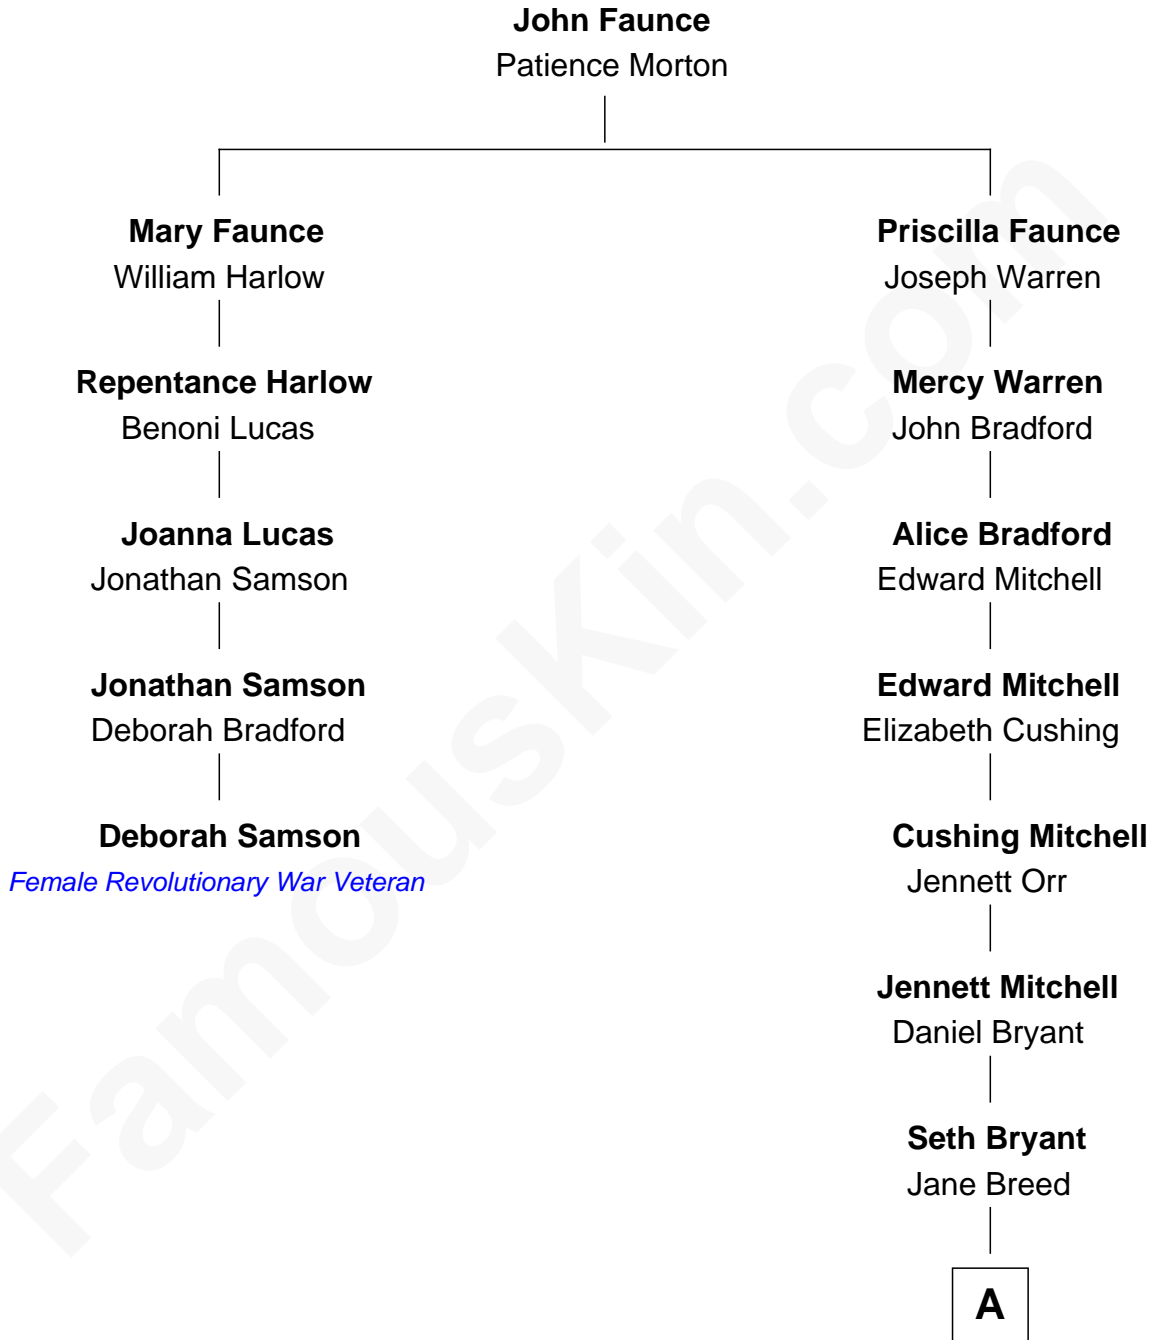 John Faunce
Patience Morton
Mary Faunce
William Harlow
Priscilla Faunce
Joseph Warren
Repentance Harlow
Benoni Lucas
Mercy Warren
John Bradford
Joanna Lucas
Jonathan Samson
Alice Bradford
Edward Mitchell
Jonathan Samson
Deborah Bradford
Edward Mitchell
Elizabeth Cushing
Deborah Samson
Female Revolutionary War Veteran
Cushing Mitchell
Jennett Orr
Jennett Mitchell
Daniel Bryant
Seth Bryant
Jane Breed
A
FamousKin.com